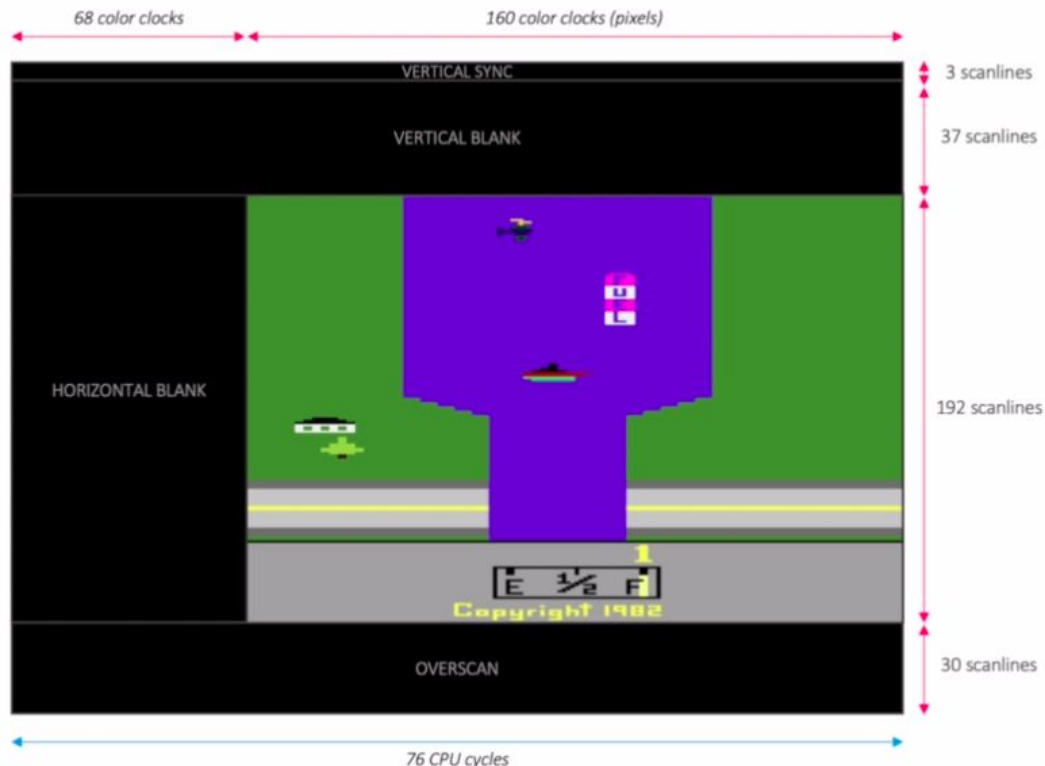 68 color clocks
160 color clocks (pixels)
VERTICAL SYNC
3 scanlines
VERTICAL BLANK
37 scanlines
U
L
HORIZONTAL BLANK
192 scanlines
1
E 1/2 F
1
Copyright 1982
OVERSCAN
30 scanlines
76 CPU cycles